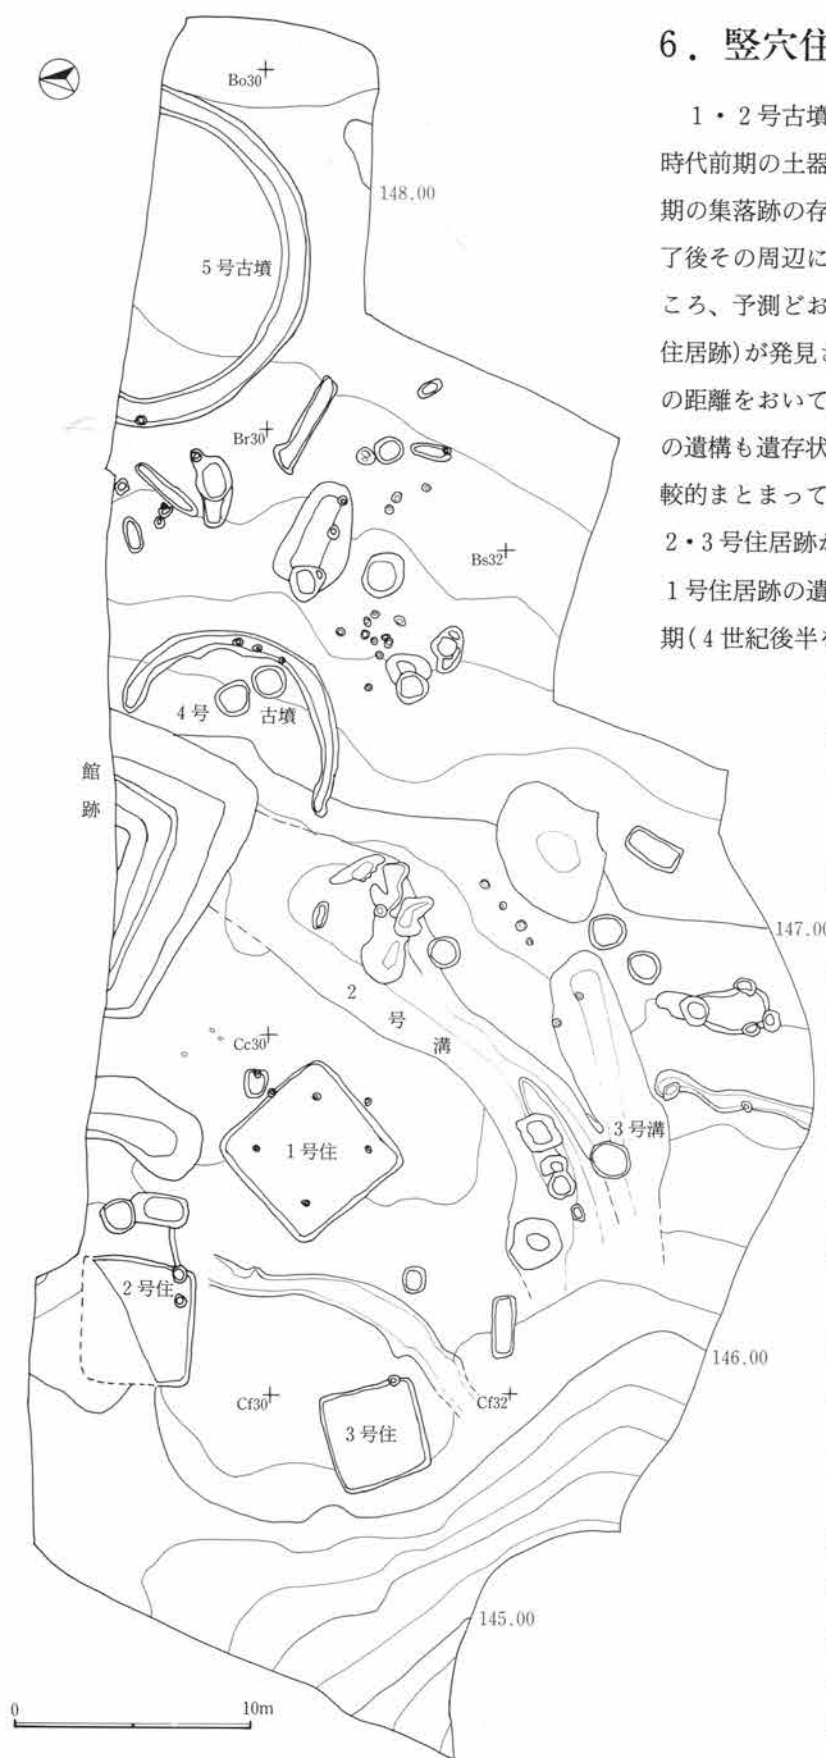 6. 竪穴住
1・2号古墳
時代前期の土器
期の集落跡の存
了後その周辺に
ころ、予測どお
住居跡)が発見さ
の距離をおいて
の遺構も遺存状
較的まとまって
2・3号住居跡が
1号住居跡の遺
期(4世紀後半
Bo30
148.00
5号古墳
Br30
Bs32
4号 古墳
館跡
147.00
2号溝
Cc30
1号住
3号溝
2号住
146.00
Cf30
Cf32
3号住
145.00
0 10m